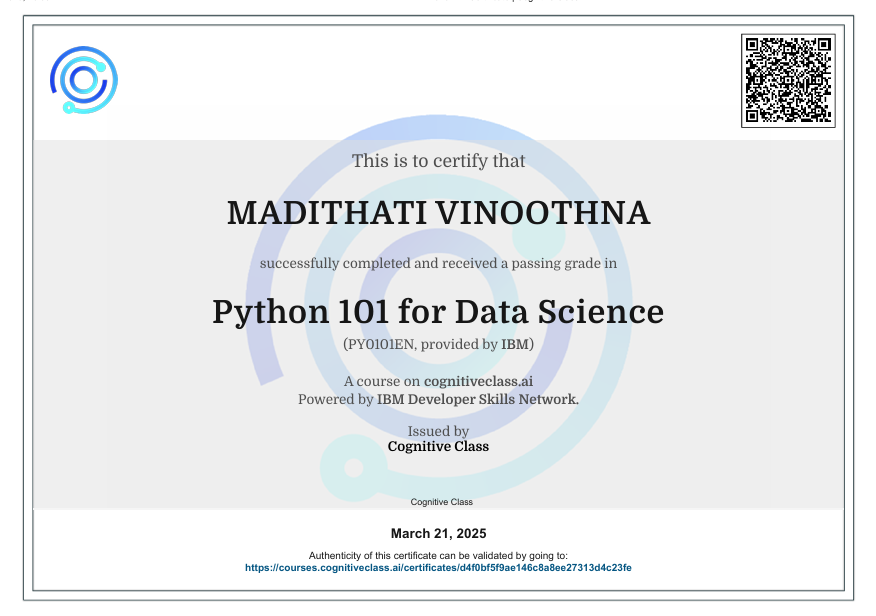 This is to certify that
MADITHATI VINOOTHNA
successfully completed and received a passing grade in
Python 101 for Data Science
(PY0101EN, provided by IBM)
A course on cognitiveclass.ai
Powered by IBM Developer Skills Network.
Issued by
Cognitive Class
Cognitive Class
March 21, 2025
Authenticity of this certificate can be validated by going to:
https://courses.cognitiveclass.ai/certificates/d4f0bf5f9ae146c8a8ee27313d4c23fe